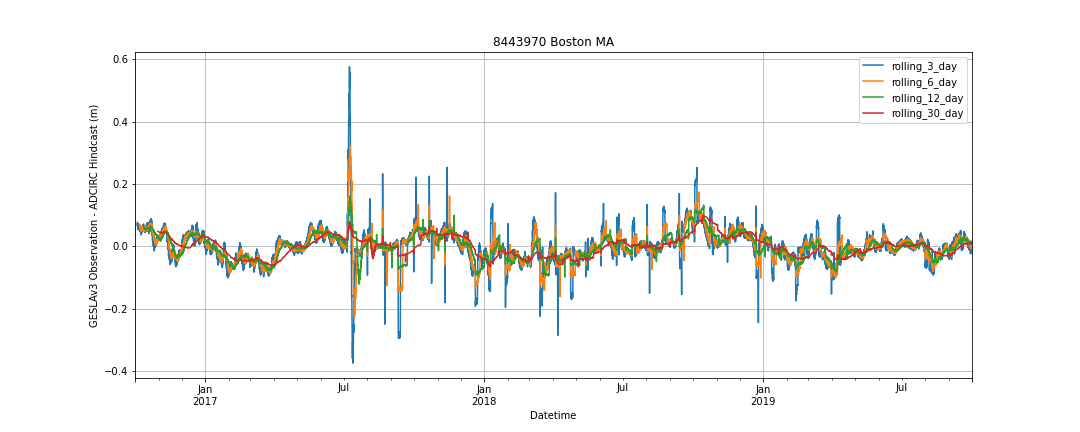 8443970 Boston MA
rolling_3_day
rolling_6_day
rolling_12_day
rolling_30_day
GESLAv3 Observation - ADCIRC Hindcast (m)
0.6
0.4
0.2
0.0
−0.2
−0.4
Jan
2017
Jul
Jan
2018
Jul
Jan
2019
Jul
Datetime